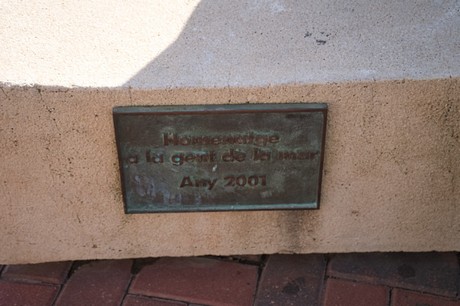 Homenatge
a la gent de la mar
Any 2001